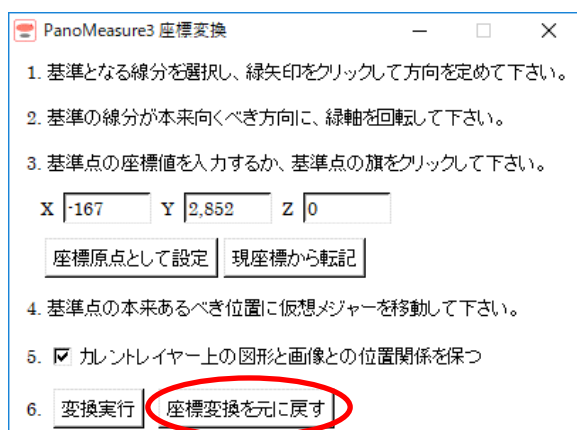 PanoMeasure3 座標変換
1. 基準となる線分を選択し、緑矢印をクリックして方向を定めて下さい。
2. 基準の線分が本来向くべき方向に、緑軸を回転して下さい。
3. 基準点の座標値を入力するか、基準点の旗をクリックして下さい。
X -167 Y 2,852 Z 0
座標原点として設定 現座標から転記
4. 基準点の本来あるべき位置に仮想メジャーを移動して下さい。
5. カレントレイヤー上の図形と画像との位置関係を保つ
6. 変換実行 座標変換を元に戻す